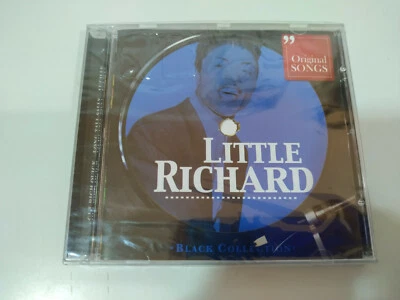 ”
Original
SONGS
LITTLE
RICHARD
~BLACK COLLECTION~